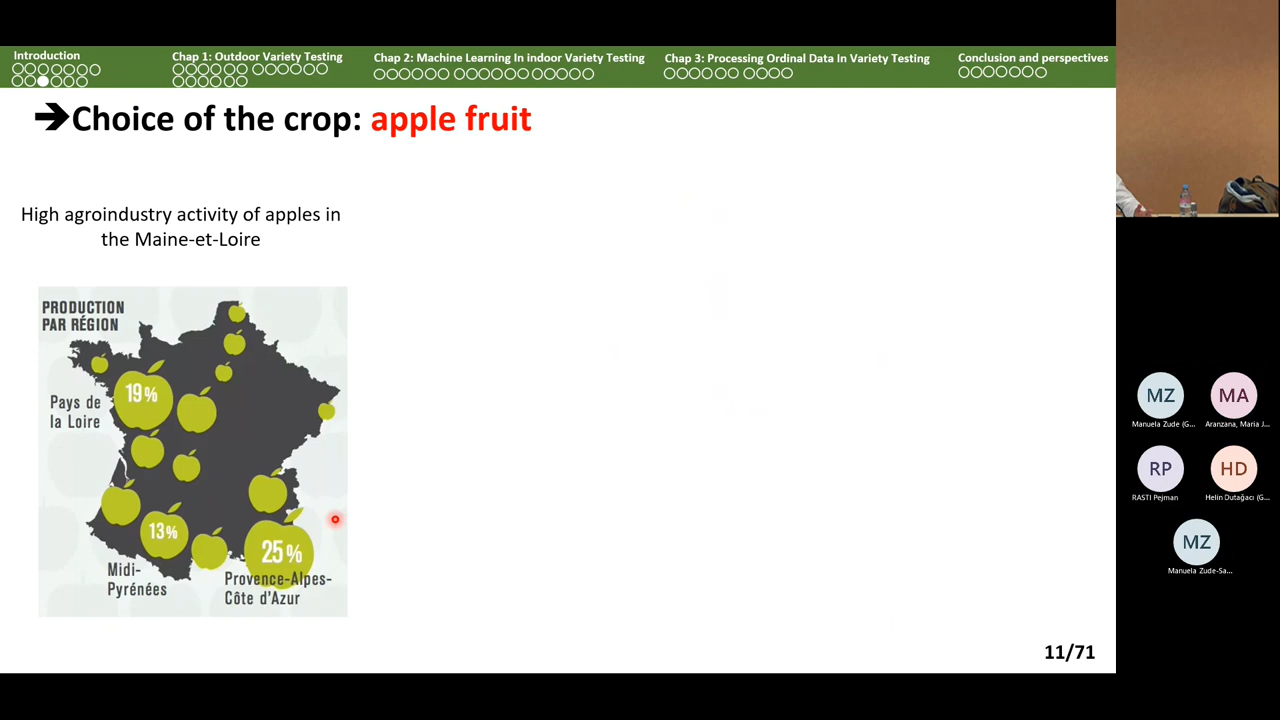 Introduction
Chap 1: Outdoor Variety Testing
Chap 2: Machine Learning In indoor Variety Testing
Chap 3: Processing Ordinal Data In Variety Testing
Conclusion and perspectives
➔Choice of the crop: apple fruit
High agroindustry activity of apples in
the Maine-et-Loire
PRODUCTION
PAR RÉGION
19%
Pays de
la Loire
13%
25%
Midi-
Pyrénées
Provence-Alpes-
Côte d'Azur
11/71
MZ
Manuela Zude (G...
MA
Aranzana, Maria J...
RP
RASTI Pejman
HD
Helin Dutağacı (G...
MZ
Manuela Zude-Sa...